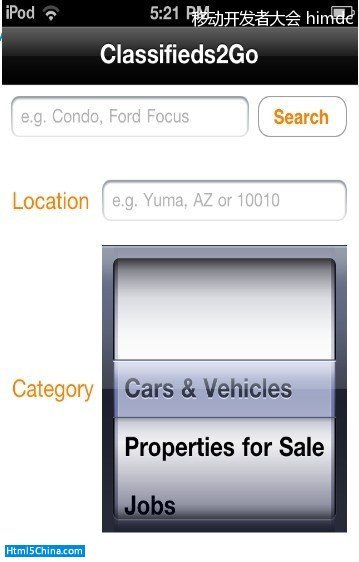 iPod 5:21 PM 移动开发者大会 himdc
Classifieds2Go
e.g. Condo, Ford Focus Search
Location e.g. Yuma, AZ or 10010
Cars & Vehicles
Category
Properties for Sale
Jobs
Html5China.com